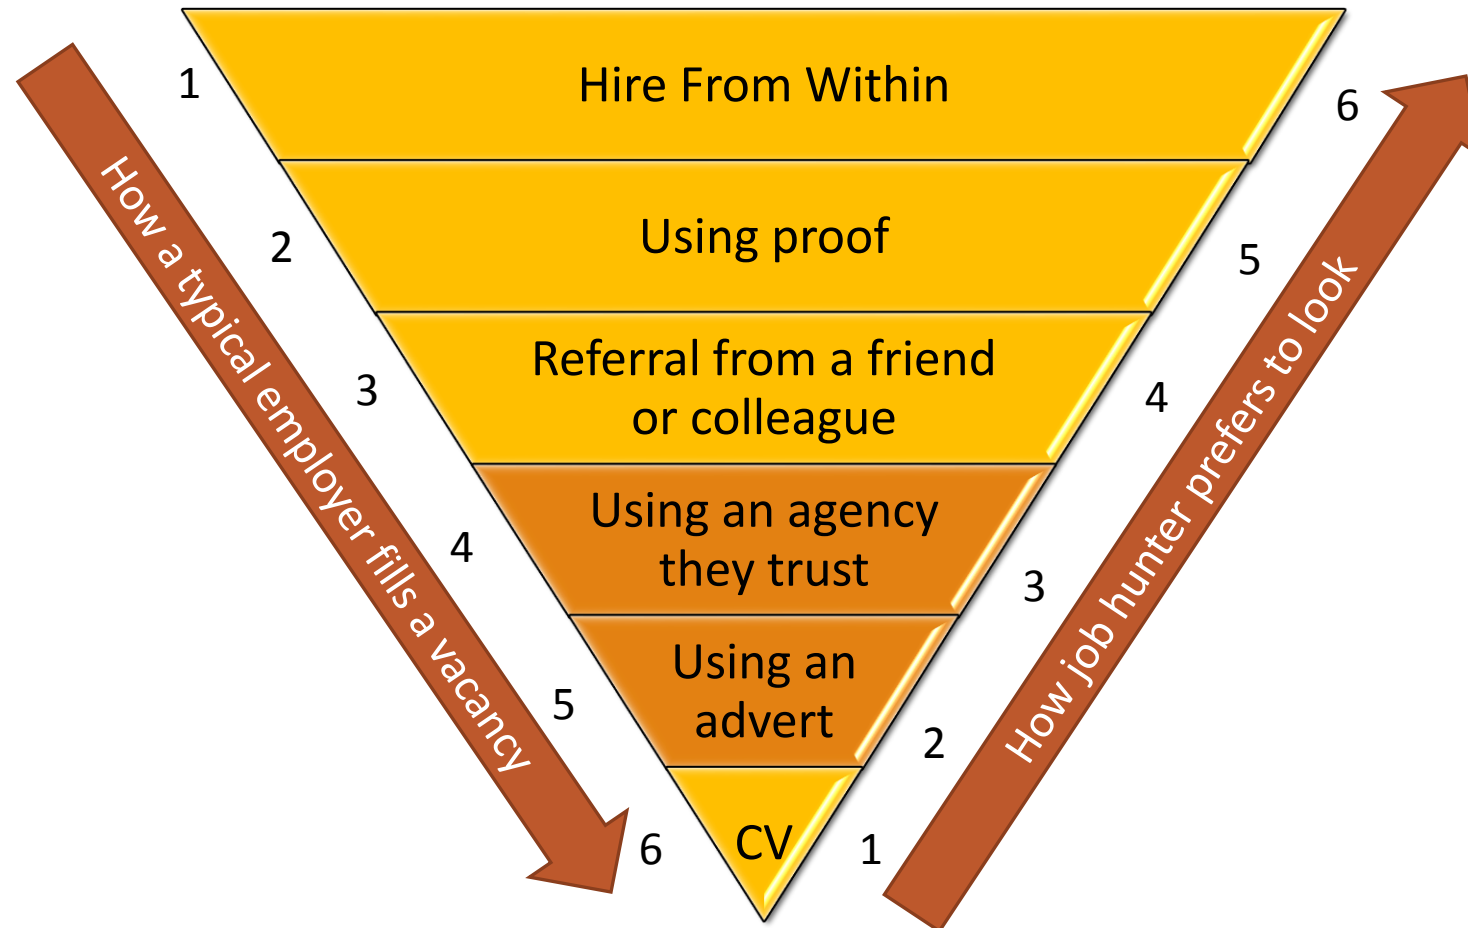 1
Hire From Within
6
How a typical employer fills a vacancy
How job hunter prefers to look
2
Using proof
5
3
Referral from a friend
or colleague
4
4
Using an agency
they trust
3
5
Using an
advert
2
6
CV
1